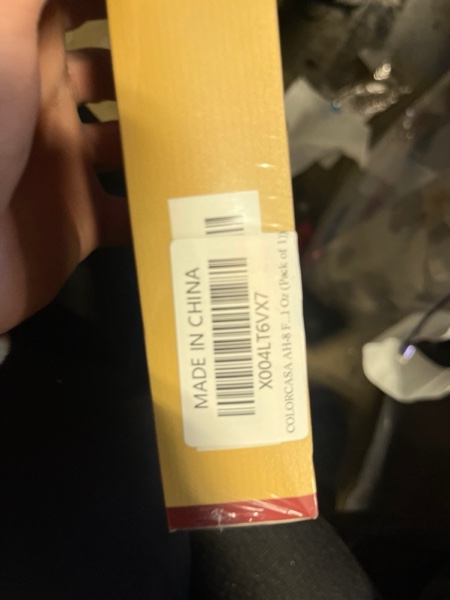 MADE IN CHINA
X004LT6VX7
COLORCASA AH-8 F...1 Oz (Pack of 1)